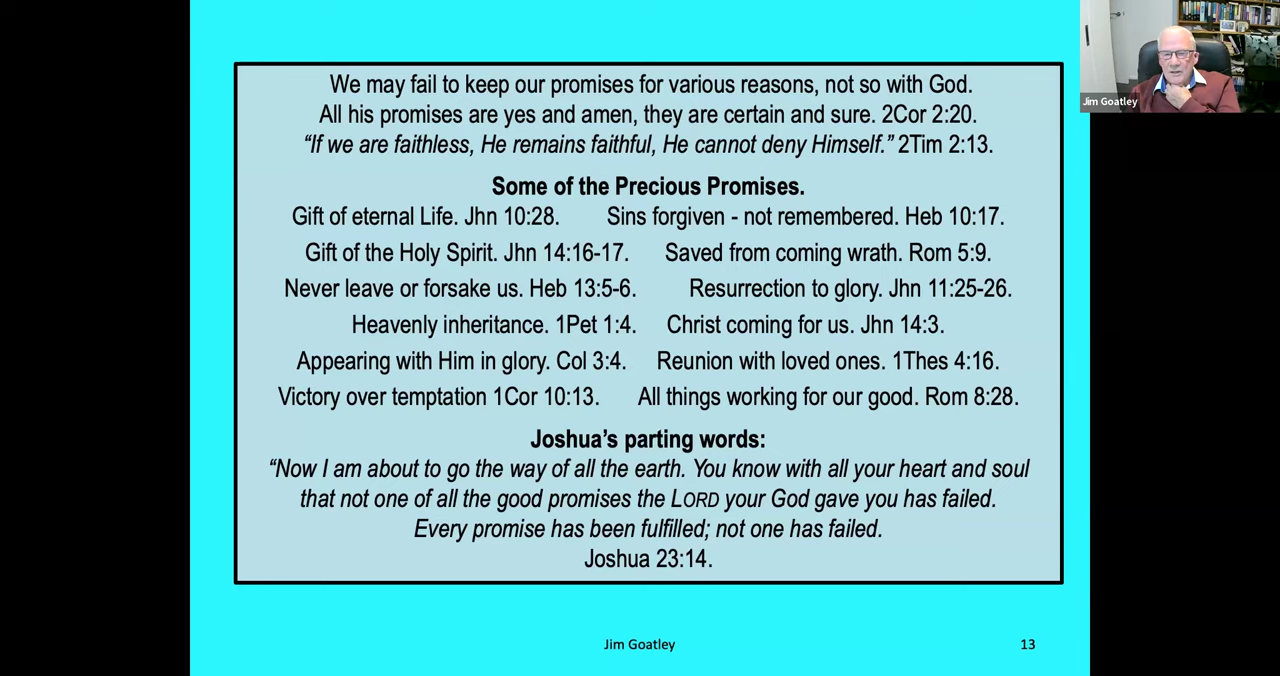 We may fail to keep our promises for various reasons, not so with God.
All his promises are yes and amen, they are certain and sure. 2Cor 2:20.
“If we are faithless, He remains faithful, He cannot deny Himself.” 2Tim 2:13.
Some of the Precious Promises.
Gift of eternal Life. Jhn 10:28. Sins forgiven - not remembered. Heb 10:17.
Gift of the Holy Spirit. Jhn 14:16-17. Saved from coming wrath. Rom 5:9.
Never leave or forsake us. Heb 13:5-6. Resurrection to glory. Jhn 11:25-26.
Heavenly inheritance. 1Pet 1:4. Christ coming for us. Jhn 14:3.
Appearing with Him in glory. Col 3:4. Reunion with loved ones. 1Thes 4:16.
Victory over temptation 1Cor 10:13. All things working for our good. Rom 8:28.
Joshua’s parting words:
“Now I am about to go the way of all the earth. You know with all your heart and soul
that not one of all the good promises the LORD your God gave you has failed.
Every promise has been fulfilled; not one has failed.
Joshua 23:14.
Jim Goatley 13
Jim Goatley